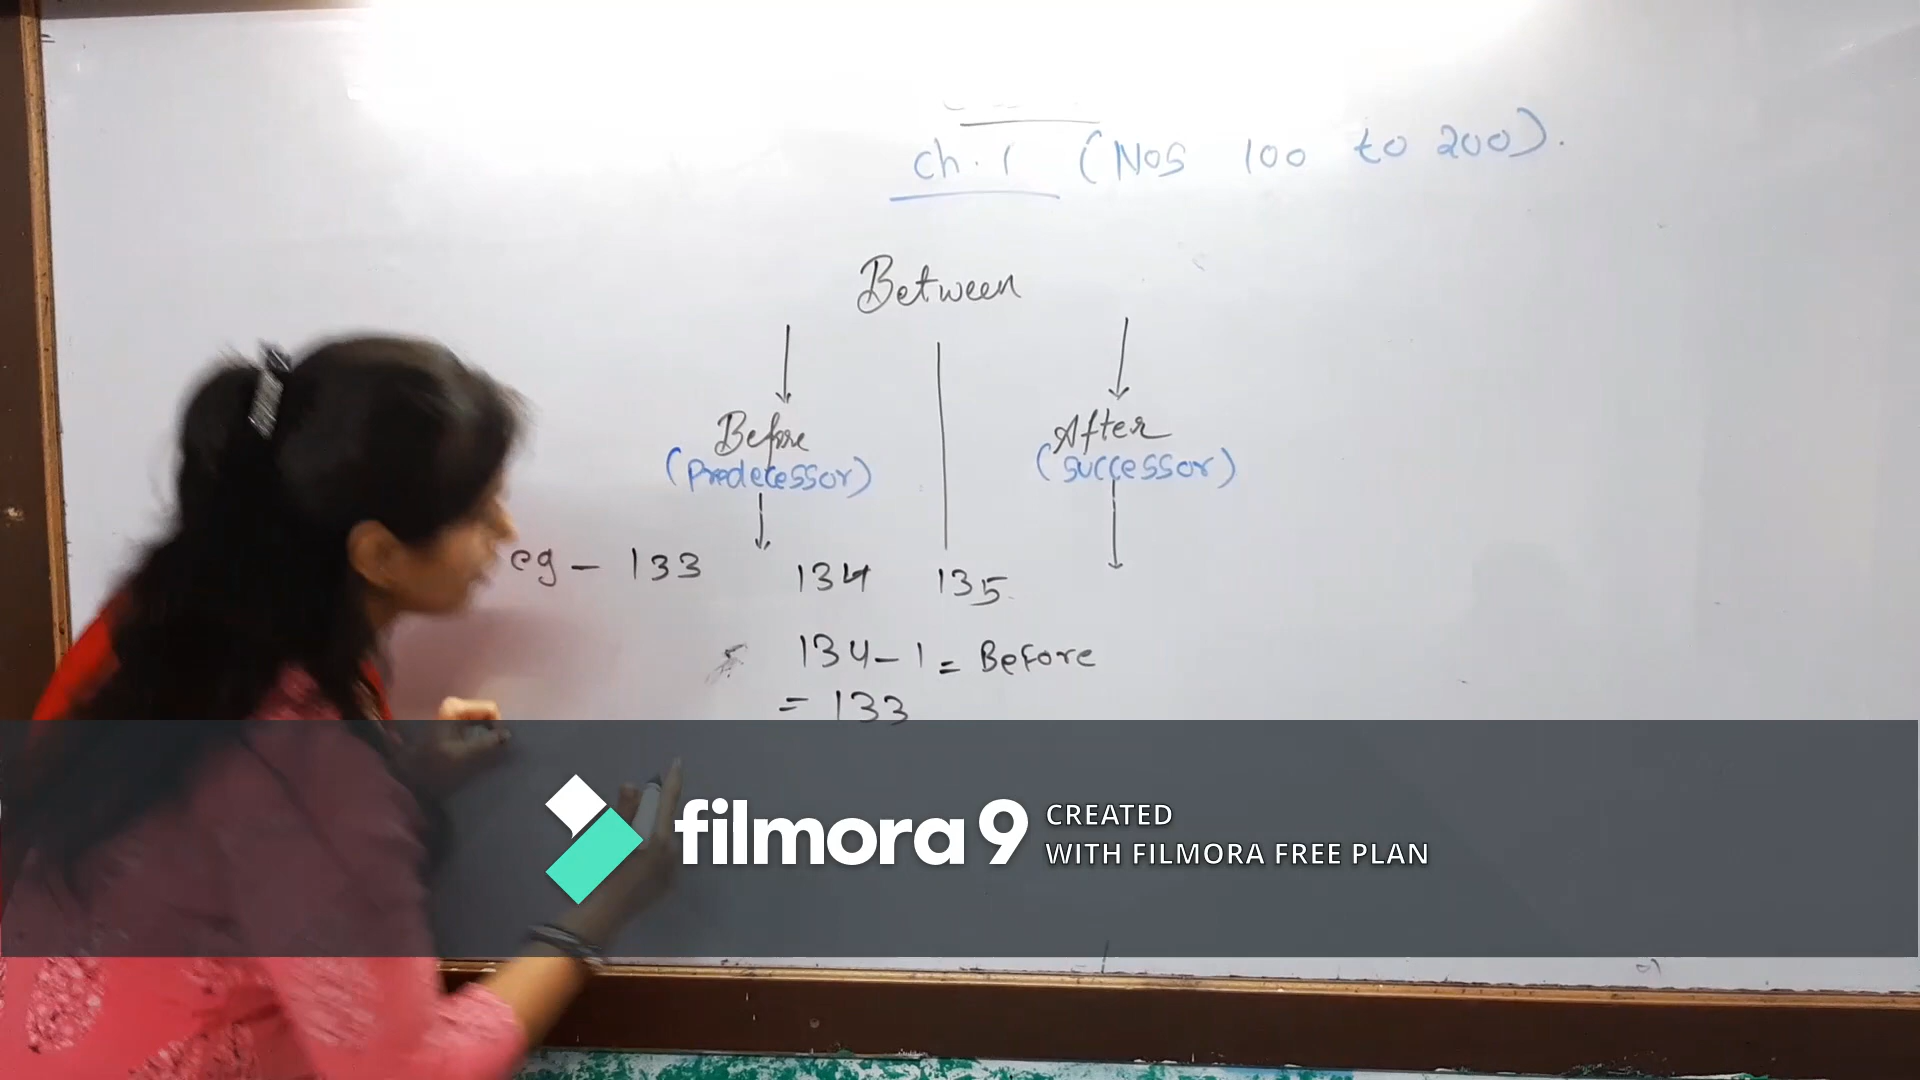 Ch. 1 (Nos 100 to 200).
Between
Before After
(Predecessor) (successor)
eg - 133 134 135
134-1 = Before
= 133
filmora 9 CREATED
WITH FILMORA FREE PLAN